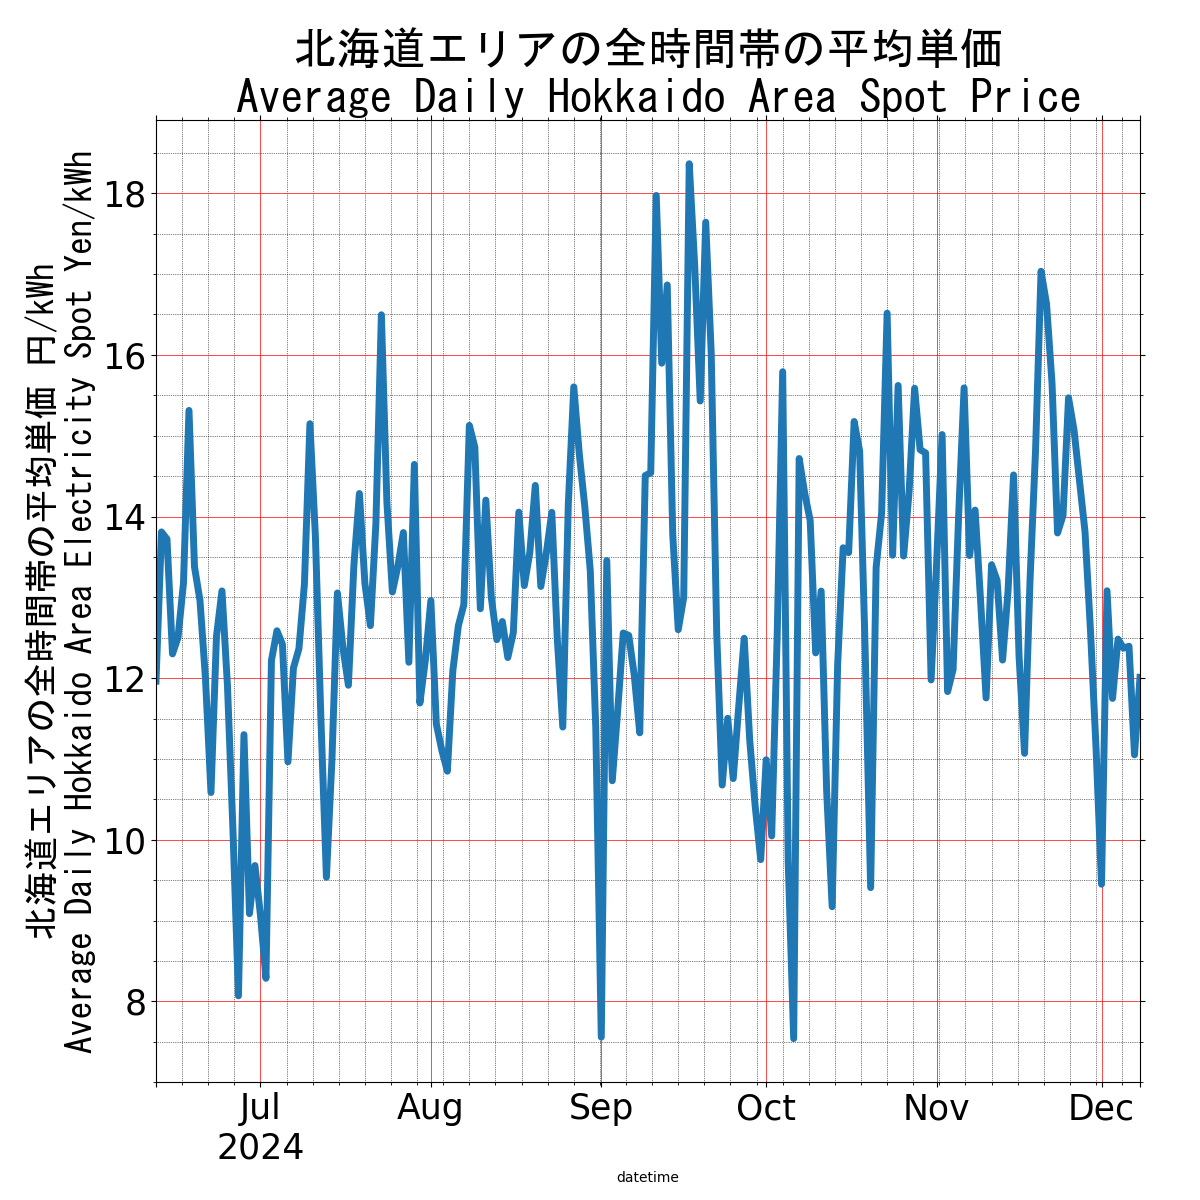 北海道エリアの全時間帯の平均単価
Average Daily Hokkaido Area Spot Price
北海道エリアの全時間帯の平均単価 円/kWh
Average Daily Hokkaido Area Electricity Spot Yen/kWh
18
16
14
12
10
8
Jul
2024
Aug
Sep
Oct
Nov
Dec
datetime